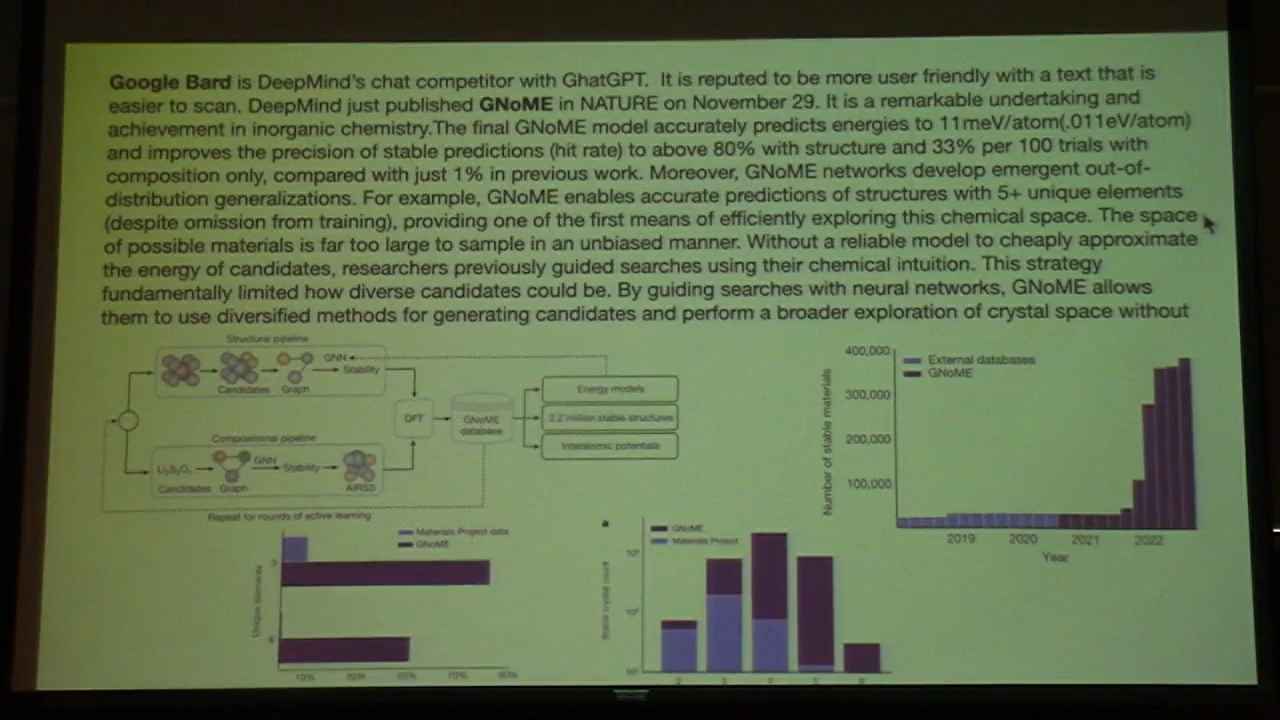 Google Bard is DeepMind's chat competitor with GhatGPT. It is reputed to be more user friendly with a text that is
easier to scan. DeepMind just published GNoME in NATURE on November 29. It is a remarkable undertaking and
achievement in inorganic chemistry.The final GNoME model accurately predicts energies to 11meV/atom(.011eV/atom)
and improves the precision of stable predictions (hit rate) to above 80% with structure and 33% per 100 trials with
composition only, compared with just 1% in previous work. Moreover, GNoME networks develop emergent out-of-
distribution generalizations. For example, GNoME enables accurate predictions of structures with 5+ unique elements
(despite omission from training), providing one of the first means of efficiently exploring this chemical space. The space
of possible materials is far too large to sample in an unbiased manner. Without a reliable model to cheaply approximate
the energy of candidates, researchers previously guided searches using their chemical intuition. This strategy
fundamentally limited how diverse candidates could be. By guiding searches with neural networks, GNoME allows
them to use diversified methods for generating candidates and perform a broader exploration of crystal space without
Structural pipeline
GNN
Stability
Candidates Graph
DFT
GNoME
database
Energy models
2.2 million stable structures
Interatomic potentials
Compositional pipeline
GNN
Stability
Candidates Graph
AIRSS
Repeat for rounds of active learning
400,000
300,000
200,000
100,000
Number of stable materials
External databases
GNoME
2019 2020 2021 2022
Year
Materials Project data
GNoME
Unique elements
10%
a
GNoME
Materials Project
Stable crystal count